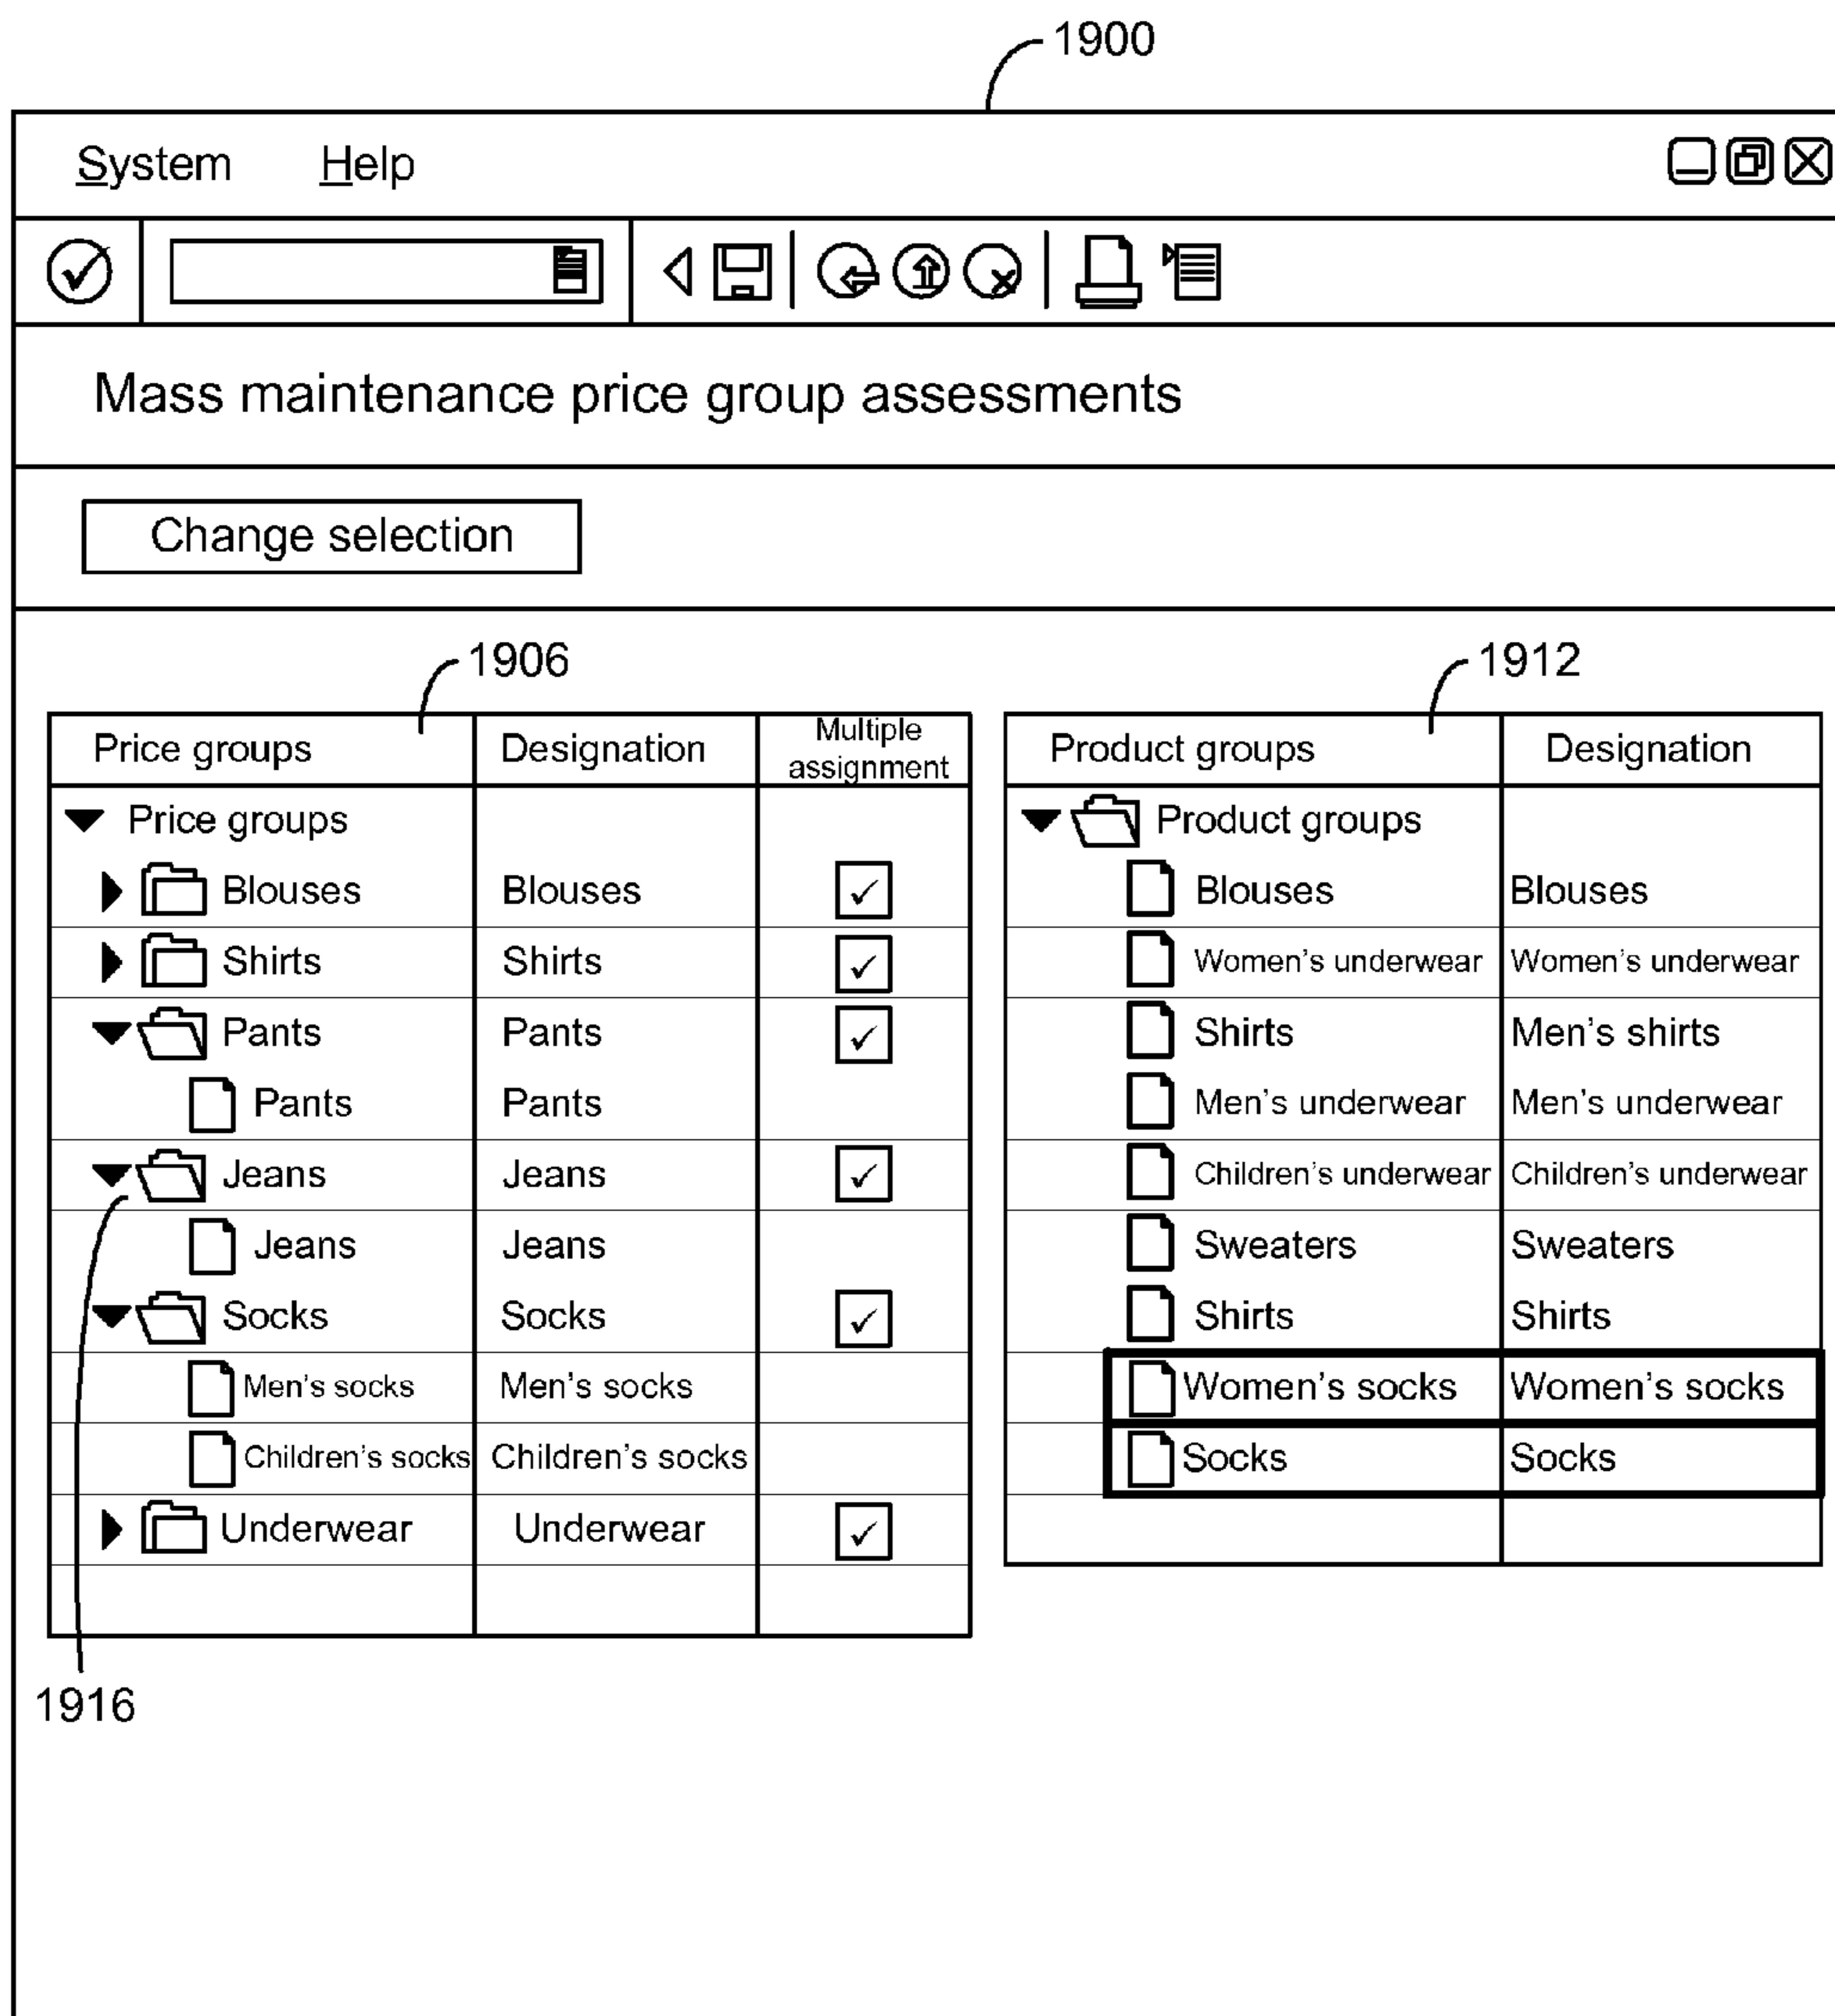 1900
System Help
Mass maintenance price group assessments
Change selection
1906
1912
Price groups Designation Multiple assignment
Price groups
Blouses Blouses
Shirts Shirts
Pants Pants
Pants Pants
Jeans Jeans
Jeans Jeans
Socks Socks
Men's socks Men's socks
Children's socks Children's socks
Underwear Underwear
Product groups Designation
Product groups
Blouses Blouses
Women's underwear Women's underwear
Shirts Men's shirts
Men's underwear Men's underwear
Children's underwear Children's underwear
Sweaters Sweaters
Shirts Shirts
Women's socks Women's socks
Socks Socks
1916